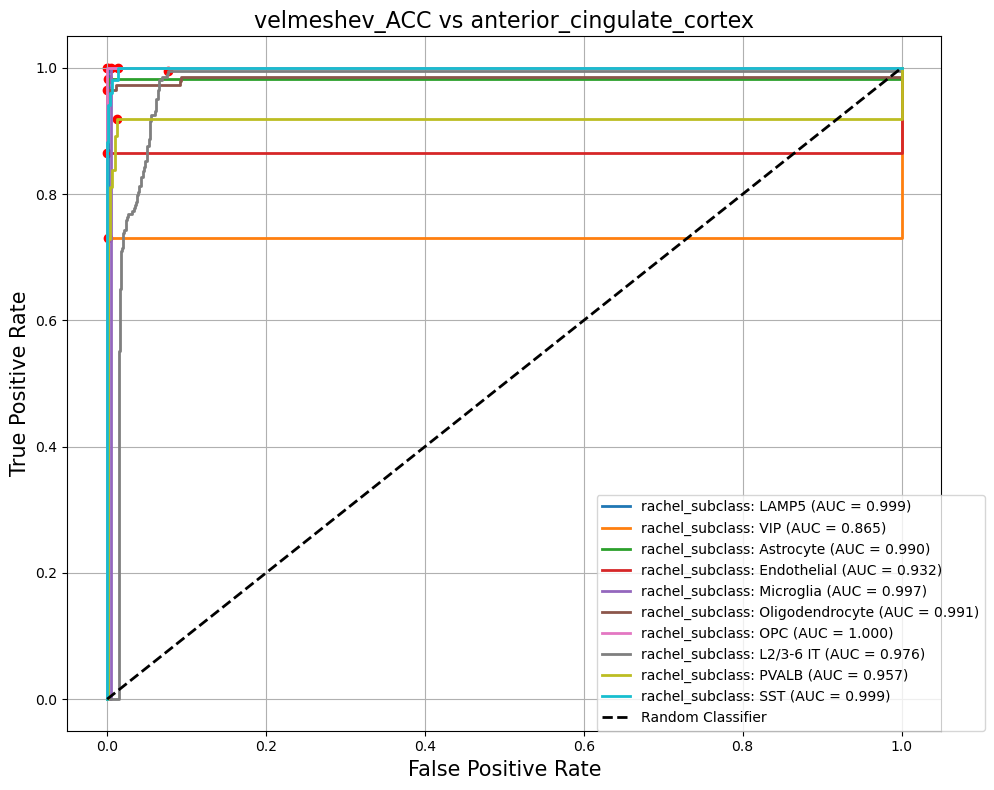 velmeshev_ACC vs anterior_cingulate_cortex
True Positive Rate
1.0
0.8
0.6
0.4
0.2
0.0
0.0
0.2
0.4
0.6
0.8
1.0
False Positive Rate
rachel_subclass: LAMP5 (AUC = 0.999)
rachel_subclass: VIP (AUC = 0.865)
rachel_subclass: Astrocyte (AUC = 0.990)
rachel_subclass: Endothelial (AUC = 0.932)
rachel_subclass: Microglia (AUC = 0.997)
rachel_subclass: Oligodendrocyte (AUC = 0.991)
rachel_subclass: OPC (AUC = 1.000)
rachel_subclass: L2/3-6 IT (AUC = 0.976)
rachel_subclass: PVALB (AUC = 0.957)
rachel_subclass: SST (AUC = 0.999)
Random Classifier